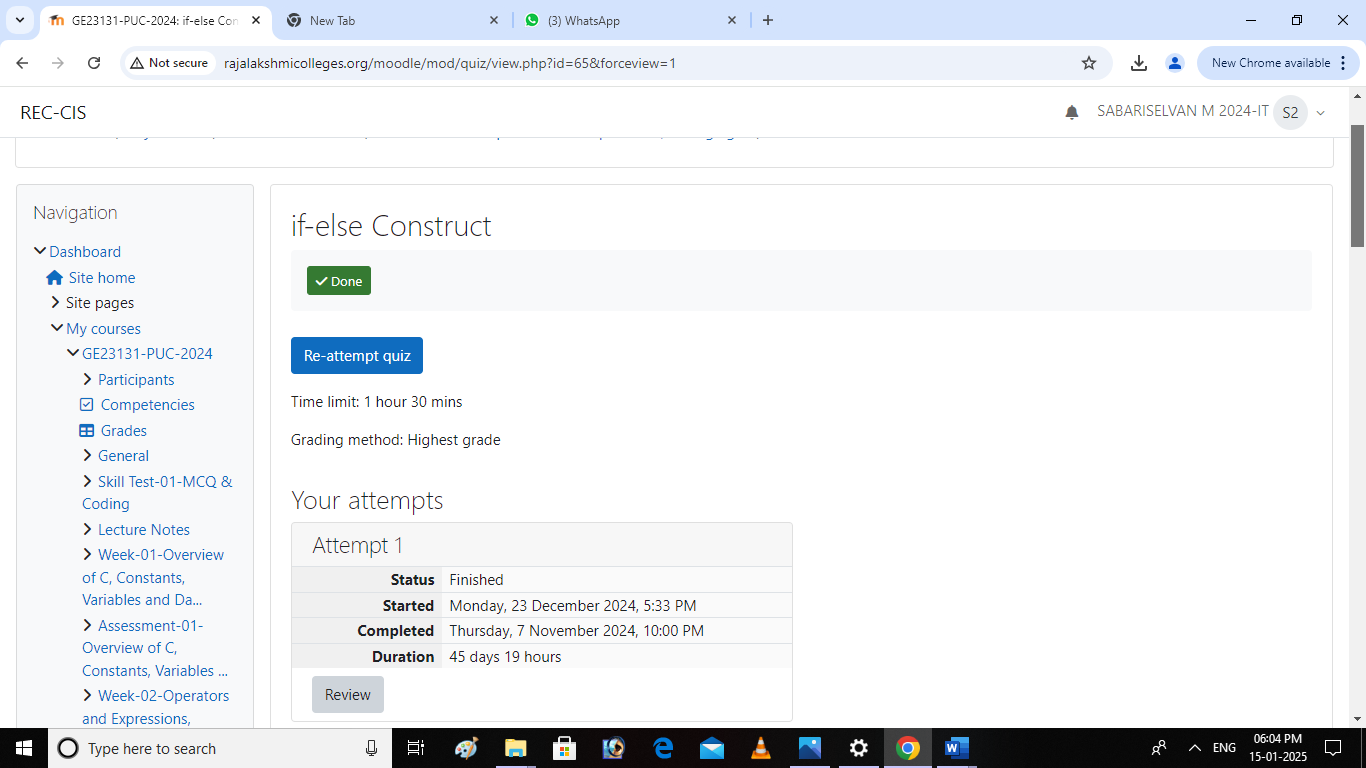 GE23131-PUC-2024: if-else Con
New Tab
(3) WhatsApp
Not secure
rajalakshmicolleges.org/moodle/mod/quiz/view.php?id=65&forceview=1
New Chrome available
REC-CIS
SABARISELVAN M 2024-IT
S2
Navigation
Dashboard
Site home
Site pages
My courses
GE23131-PUC-2024
Participants
Competencies
Grades
General
Skill Test-01-MCQ &
Coding
Lecture Notes
Week-01-Overview
of C, Constants,
Variables and Da...
Assessment-01-
Overview of C,
Constants, Variables ...
Week-02-Operators
and Expressions,
if-else Construct
Done
Re-attempt quiz
Time limit: 1 hour 30 mins
Grading method: Highest grade
Your attempts
Attempt 1
Status Finished
Started Monday, 23 December 2024, 5:33 PM
Completed Thursday, 7 November 2024, 10:00 PM
Duration 45 days 19 hours
Review
Type here to search
ENG
06:04 PM
15-01-2025